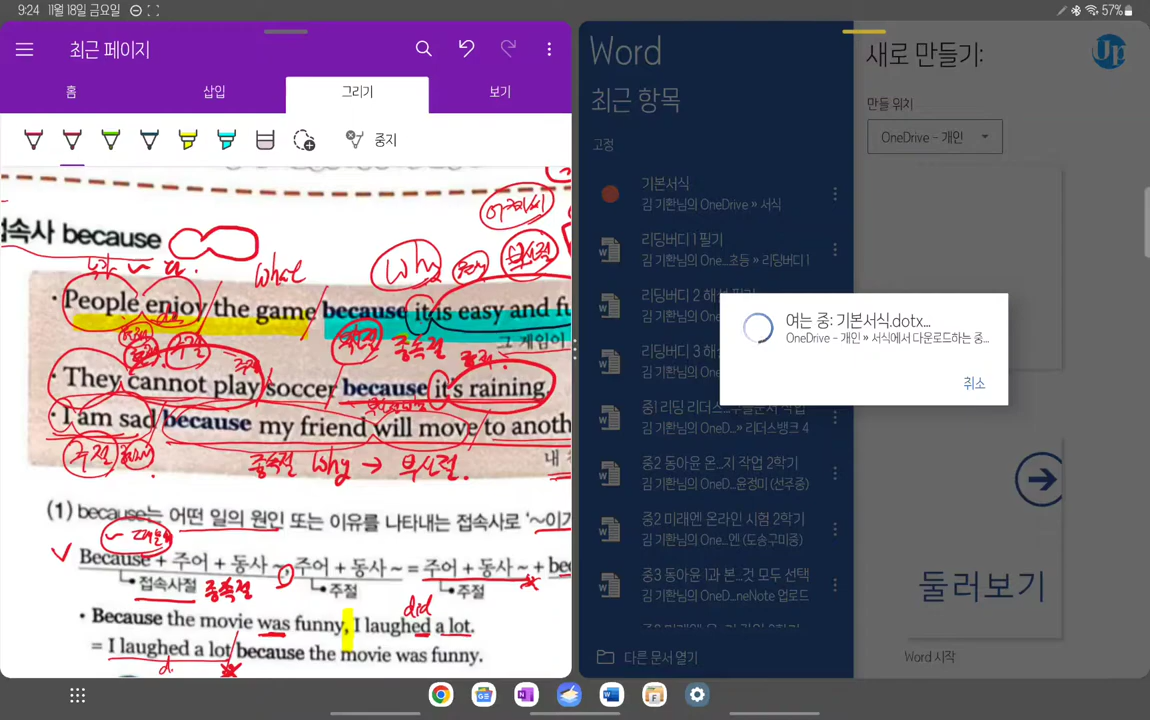 9:24 11월 18일 금요일
57%
최근 페이지
홈 삽입 그리기 보기
중지
접속사 because
What
Why
부사절
· People enjoy the game because it is easy and fu
종속절
그 게임이
주절
· They cannot play soccer because it's raining.
· I am sad because my friend will move to anoth
주절
종속절 Why → 부사절.
내
(1) because는 어떤 일의 원인 또는 이유를 나타내는 접속사로 '~이기
Because + 주어 + 동사 ~, 주어 + 동사 ~ = 주어 + 동사 ~ + bec
접속사절 종속절 주절 주절
did
· Because the movie was funny, I laughed a lot.
= I laughed a lot because the movie was funny.
d.
Word
최근 항목
고정
기본서식
김 기환님의 OneDrive » 서식
리딩버디 1 필기
김 기환님의 One...초등 » 리딩버디 1
리딩버디 2 해
김 기환님의
리딩버디 3 해
김 기환님의
중1 리딩 리더스
김 기환님의 OneD...» 리더스뱅크 4
중2 동아윤 온...지 작업 2학기
김 기환님의 OneD...윤정미 (선주중)
중2 미래엔 온라인 시험 2학기
김 기환님의 OneD...엔 (도송구미중)
중3 동아윤 1과 본...것 모두 선택
김 기환님의 OneD...neNote 업로드
다른 문서 열기
새로 만들기:
Up
만들 위치
OneDrive - 개인
여는 중: 기본서식.dotx...
OneDrive - 개인 » 서식에서 다운로드하는 중...
취소
둘러보기
Word 시작